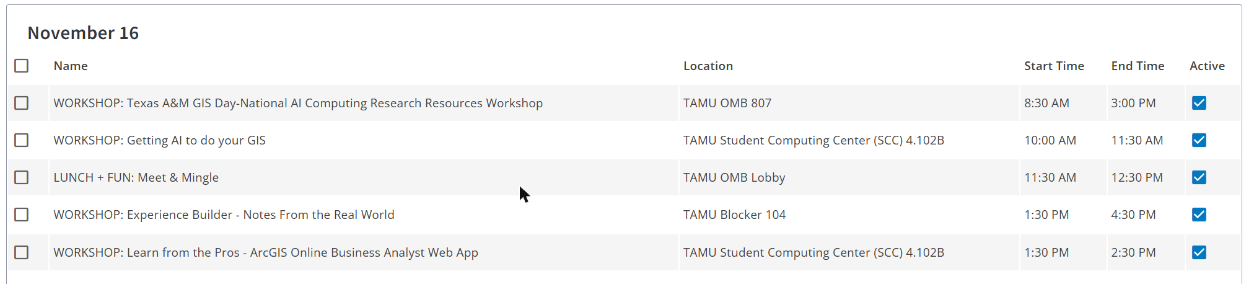 November 16
Name Location Start Time End Time Active
WORKSHOP: Texas A&M GIS Day-National AI Computing Research Resources Workshop TAMU OMB 807 8:30 AM 3:00 PM
WORKSHOP: Getting AI to do your GIS TAMU Student Computing Center (SCC) 4.102B 10:00 AM 11:30 AM
LUNCH + FUN: Meet & Mingle TAMU OMB Lobby 11:30 AM 12:30 PM
WORKSHOP: Experience Builder - Notes From the Real World TAMU Blocker 104 1:30 PM 4:30 PM
WORKSHOP: Learn from the Pros - ArcGIS Online Business Analyst Web App TAMU Student Computing Center (SCC) 4.102B 1:30 PM 2:30 PM